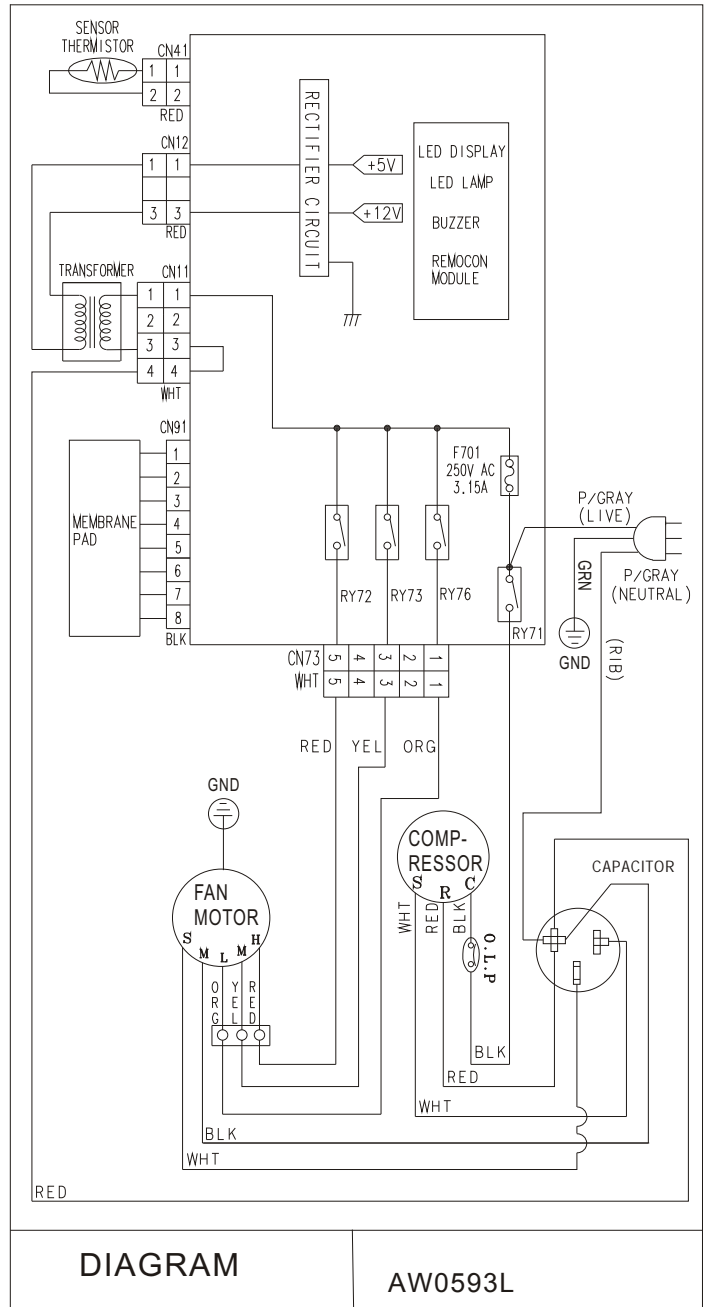 SENSOR
THERMISTOR
CN41
1 1
2 2
RED
CN12
1 1
3 3
RED
RECTIFIER CIRCUIT
+5V
+12V
LED DISPLAY
LED LAMP
BUZZER
REMOCON
MODULE
TRANSFORMER
CN11
1 1
2 2
3 3
4 4
WHT
CN91
1
2
3
4
5
6
7
8
BLK
MEMBRANE
PAD
F701
250V AC
3.15A
RY72
RY73
RY76
RY71
P/GRAY
(LIVE)
P/GRAY
(NEUTRAL)
GRN
GND
(RIB)
CN73
5 4 3 2 1
WHT
5 4 3 2 1
RED YEL ORG
GND
FAN
MOTOR
S M L M H
ORG
YEL
RED
COMP-
RESSOR
S R C
WHT
RED
BLK
O.L.P
CAPACITOR
BLK
RED
WHT
BLK
WHT
RED
DIAGRAM
AW0593L